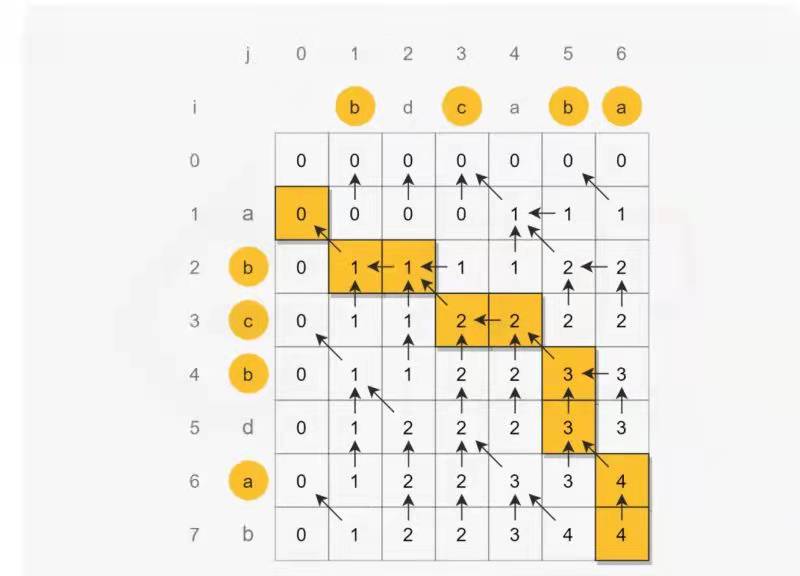 j 0 1 2 3 4 5 6
i b d c a b a
0 0 0 0 0 0 0 0
1 a 0 0 0 0 1 1 1
2 b 0 1 1 1 1 2 2
3 c 0 1 1 2 2 2 2
4 b 0 1 1 2 2 3 3
5 d 0 1 2 2 2 3 3
6 a 0 1 2 2 3 3 4
7 b 0 1 2 2 3 4 4